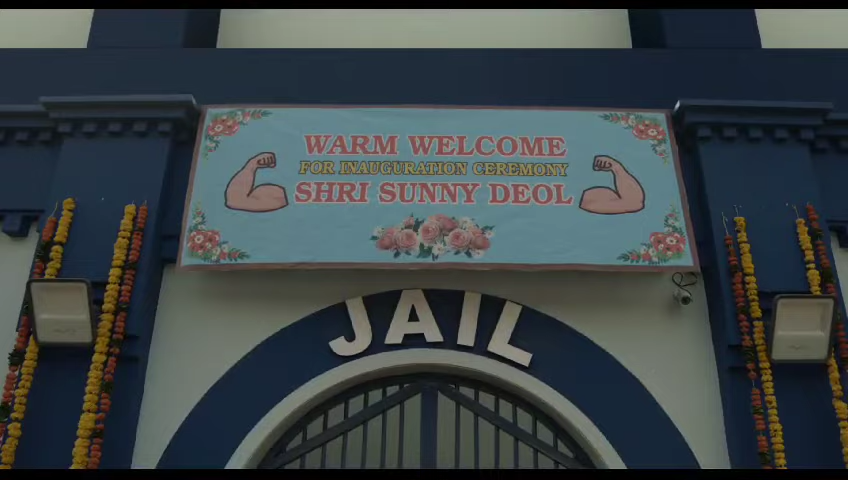 WARM WELCOME
FOR INAUGURATION CEREMONY
SHRI SUNNY DEOL
JAIL